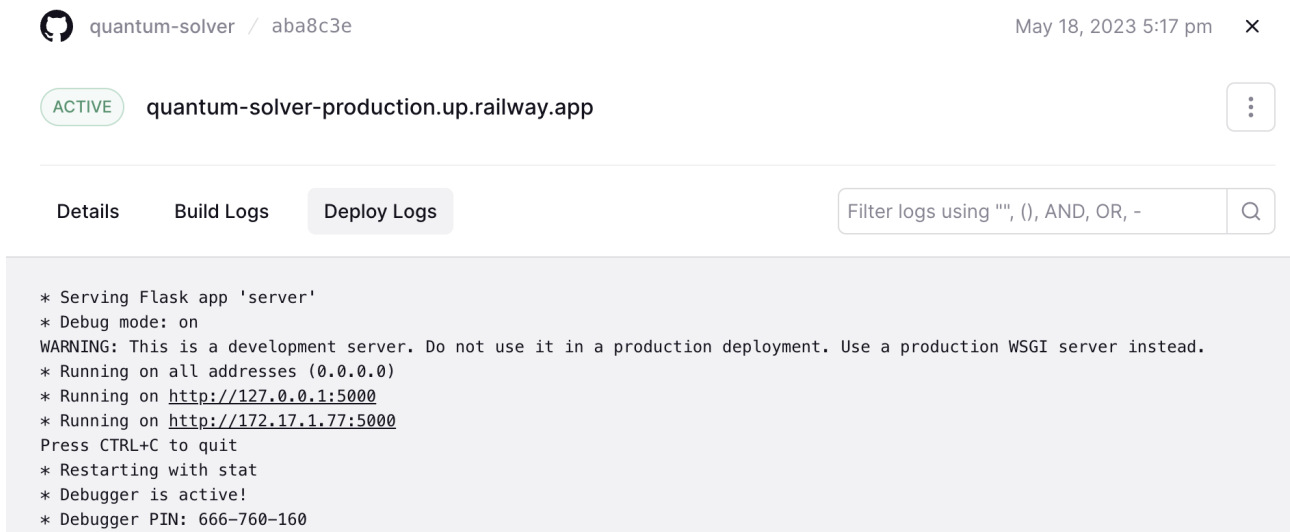 quantum-solver / aba8c3e
May 18, 2023 5:17 pm
ACTIVE
quantum-solver-production.up.railway.app
Details
Build Logs
Deploy Logs
Filter logs using "", (), AND, OR, -
* Serving Flask app 'server'
* Debug mode: on
WARNING: This is a development server. Do not use it in a production deployment. Use a production WSGI server instead.
* Running on all addresses (0.0.0.0)
* Running on http://127.0.0.1:5000
* Running on http://172.17.1.77:5000
Press CTRL+C to quit
* Restarting with stat
* Debugger is active!
* Debugger PIN: 666-760-160